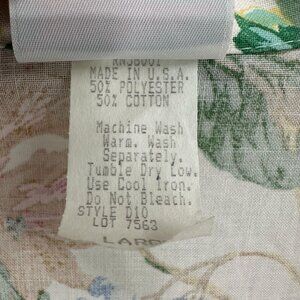 MADE IN U.S.A.
50% POLYESTER
50% COTTON
Machine Wash
Warm. Wash
Separately.
Tumble Dry Low.
Use Cool Iron.
Do Not Bleach.
STYLE D10
LOT 7563